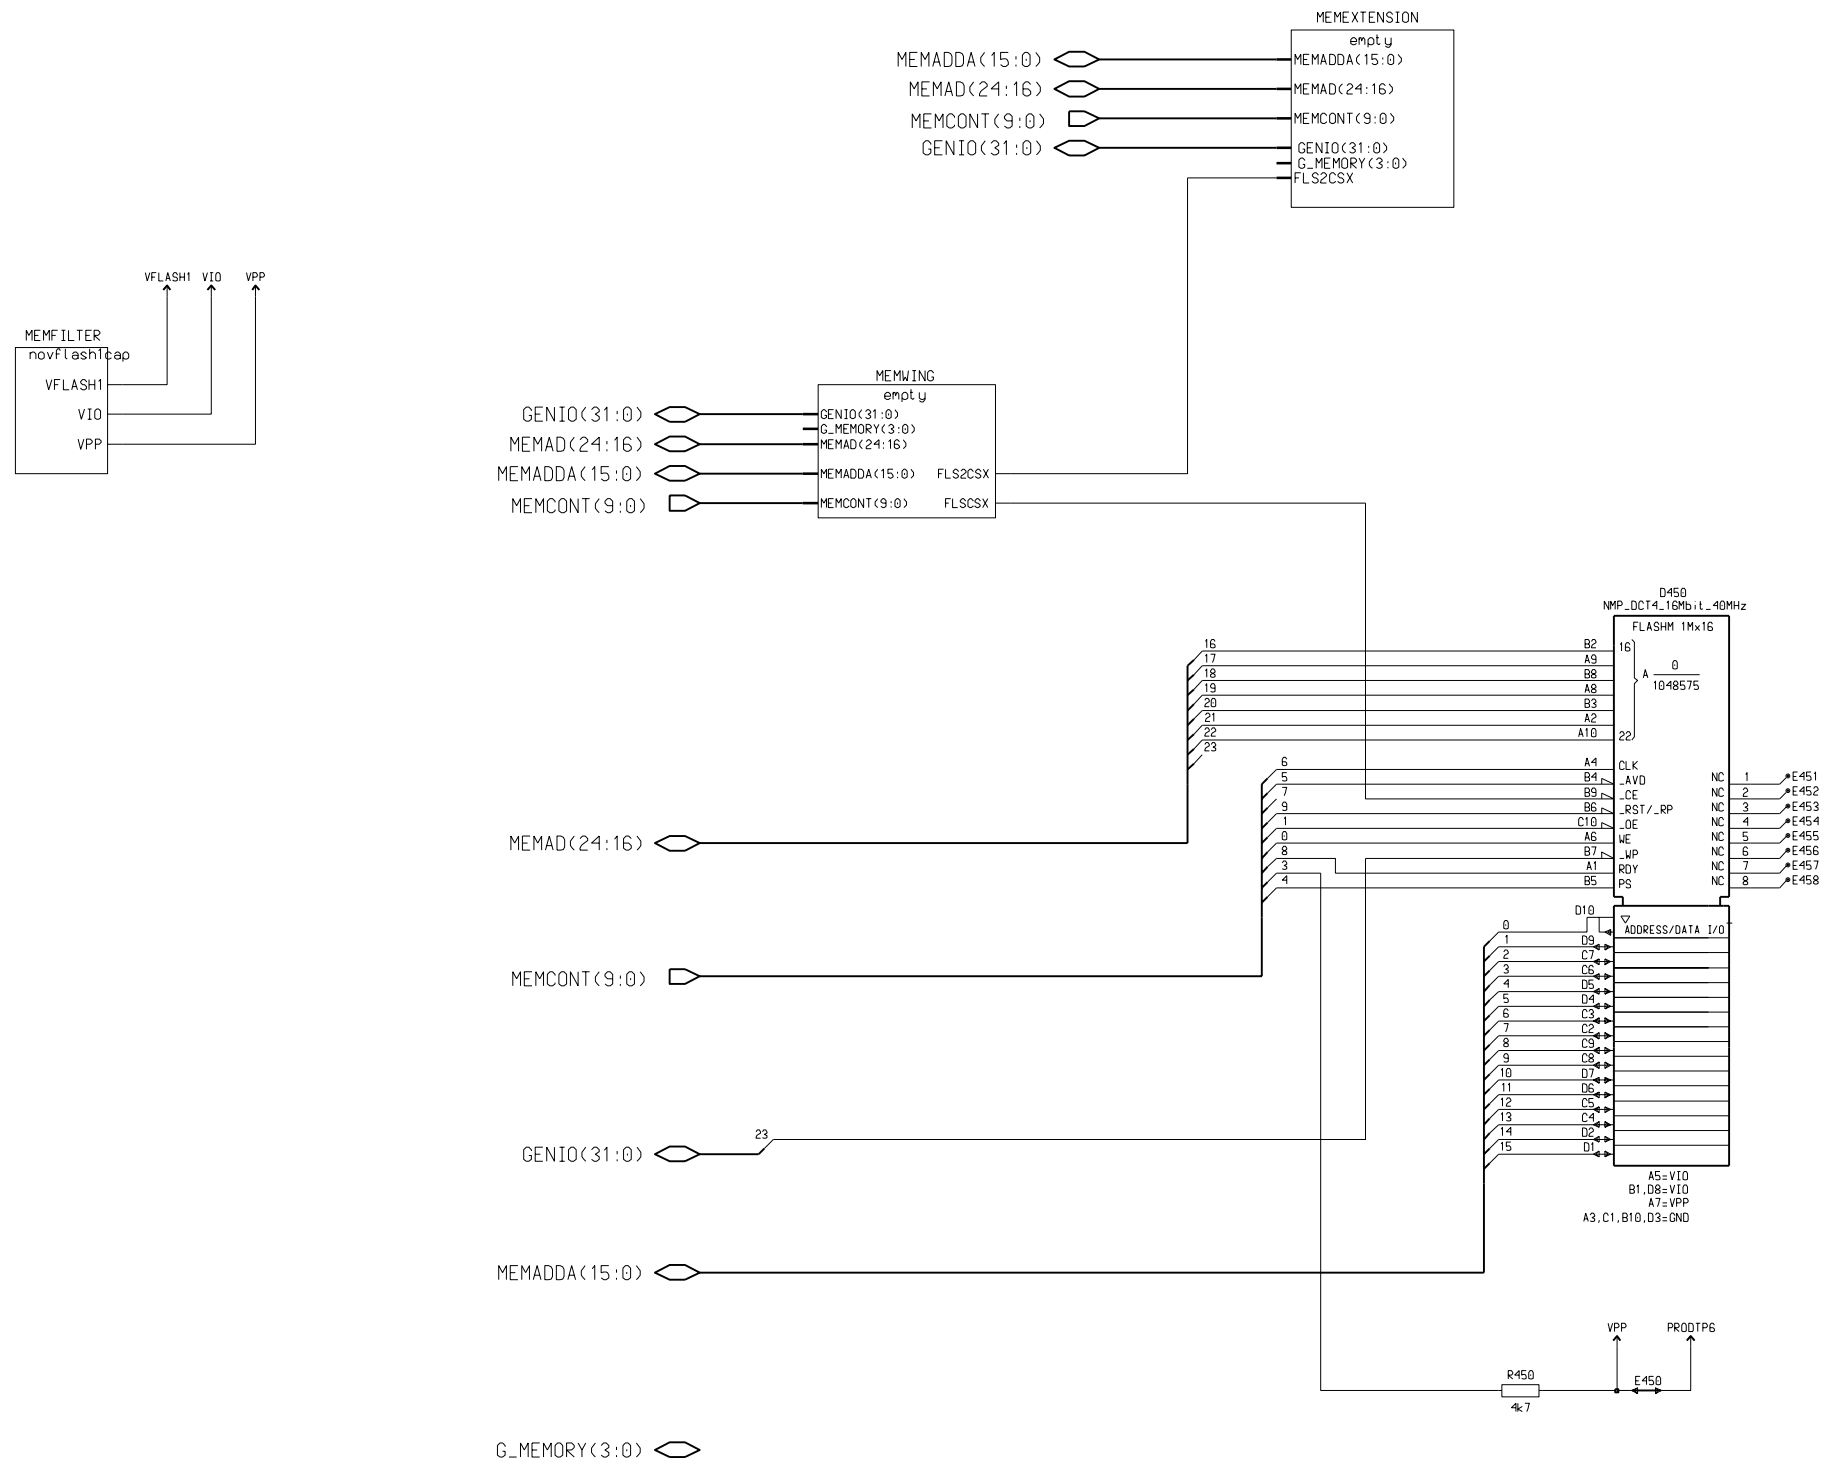 MEMEXTENSION
empty
MEMADDA(15:0) MEMADDA(15:0)
MEMAD(24:16) MEMAD(24:16)
MEMCONT(9:0) MEMCONT(9:0)
GENIO(31:0) GENIO(31:0)
G_MEMORY(3:0)
FLS2CSX
VFLASH1 VIO VPP
MEMFILTER
novflash1cap
VFLASH1
VIO
VPP
MEMWING
empty
GENIO(31:0) GENIO(31:0)
G_MEMORY(3:0)
MEMAD(24:16) MEMAD(24:16)
MEMADDA(15:0) MEMADDA(15:0) FLS2CSX
MEMCONT(9:0) MEMCONT(9:0) FLSCSX
D450
NMP_DCT4_16Mbit_40MHz
FLASHM 1Mx16
16 B2 16
17 A9
18 B8
19 A8
20 B3
21 A2
22 A10 22
23
A 0
1048575
6 A4 CLK
5 B4 _AVD NC 1 E451
7 B9 _CE NC 2 E452
9 B6 _RST/_RP NC 3 E453
1 C10 _OE NC 4 E454
0 A6 WE NC 5 E455
8 B7 _WP NC 6 E456
3 A1 RDY NC 7 E457
4 B5 PS NC 8 E458
MEMAD(24:16)
MEMCONT(9:0)
0 D10 ADDRESS/DATA I/O
1 D9
2 C7
3 C6
4 D5
5 D4
6 C3
7 C2
8 C9
9 C8
10 D7
11 D6
12 C5
13 C4
14 D2
15 D1
GENIO(31:0) 23
A5=VIO
B1,D8=VIO
A7=VPP
A3,C1,B10,D3=GND
MEMADDA(15:0)
VPP PRODTP6
R450 E450
4k7
G_MEMORY(3:0)